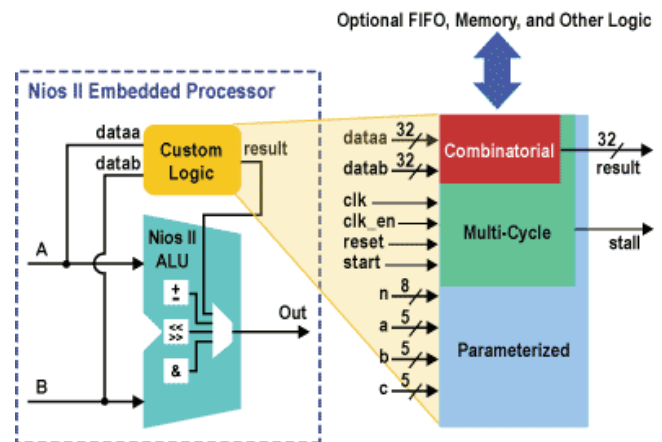 Optional FIFO, Memory, and Other Logic
Nios II Embedded Processor
dataa
datab
Custom
Logic
result
A
Nios II
ALU
+
−
<<
>>
&
Out
B
dataa
32
datab
32
clk
clk_en
reset
start
n
8
a
5
b
5
c
5
Combinatorial
Multi-Cycle
Parameterized
32
result
stall